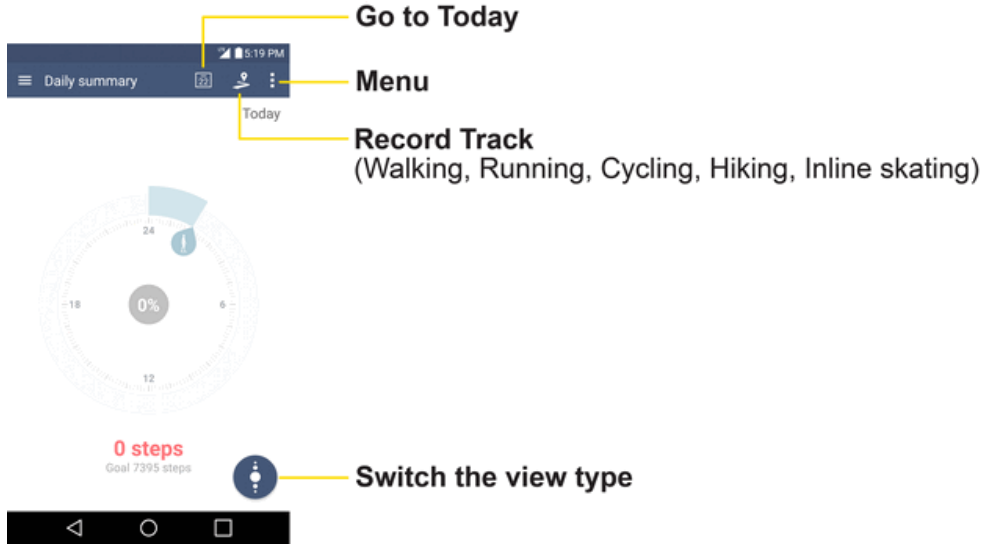 Go to Today
5:19 PM
Daily summary
22
Menu
Today
Record Track
(Walking, Running, Cycling, Hiking, Inline skating)
24
18
0%
6
12
0 steps
Goal 7395 steps
Switch the view type